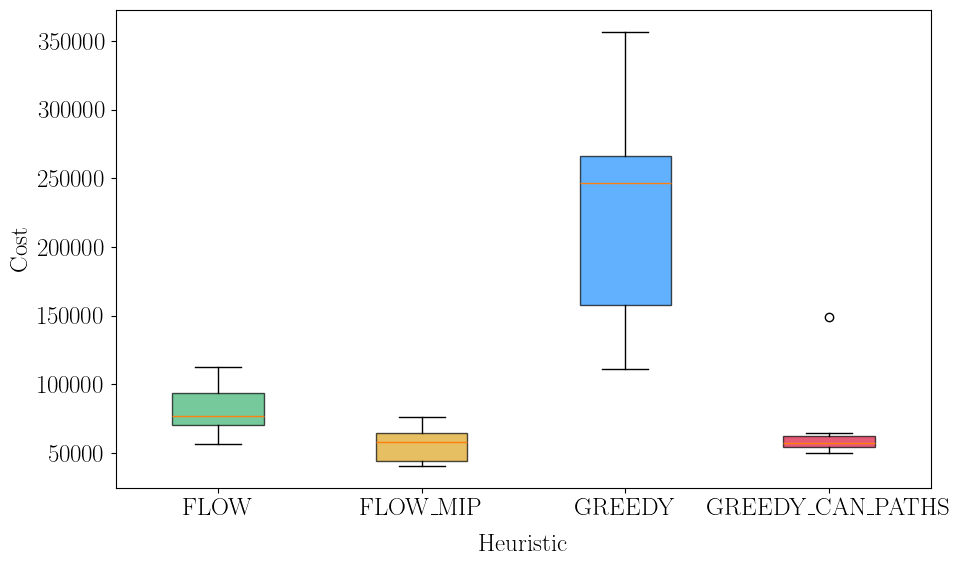 350000
300000
250000
200000
150000
100000
50000
Cost
FLOW
FLOW_MIP
GREEDY
GREEDY_CAN_PATHS
Heuristic